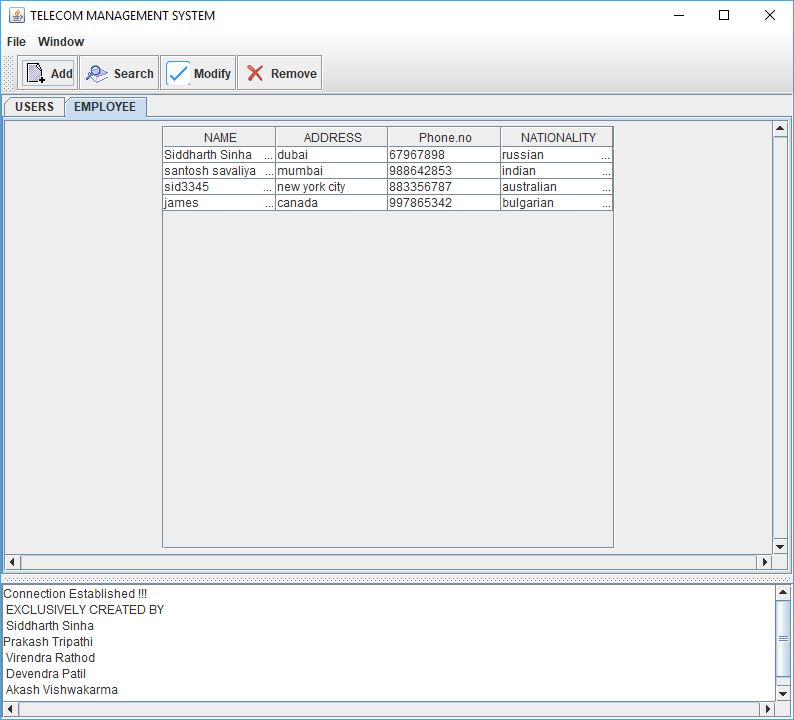 TELECOM MANAGEMENT SYSTEM
File Window
Add Search Modify Remove
USERS EMPLOYEE
NAME ADDRESS Phone.no NATIONALITY
Siddharth Sinha ... dubai 67967898 russian ...
santosh savaliya ... mumbai 988642853 indian ...
sid3345 ... new york city 883356787 australian ...
james ... canada 997865342 bulgarian ...
Connection Established !!!
EXCLUSIVELY CREATED BY
Siddharth Sinha
Prakash Tripathi
Virendra Rathod
Devendra Patil
Akash Vishwakarma